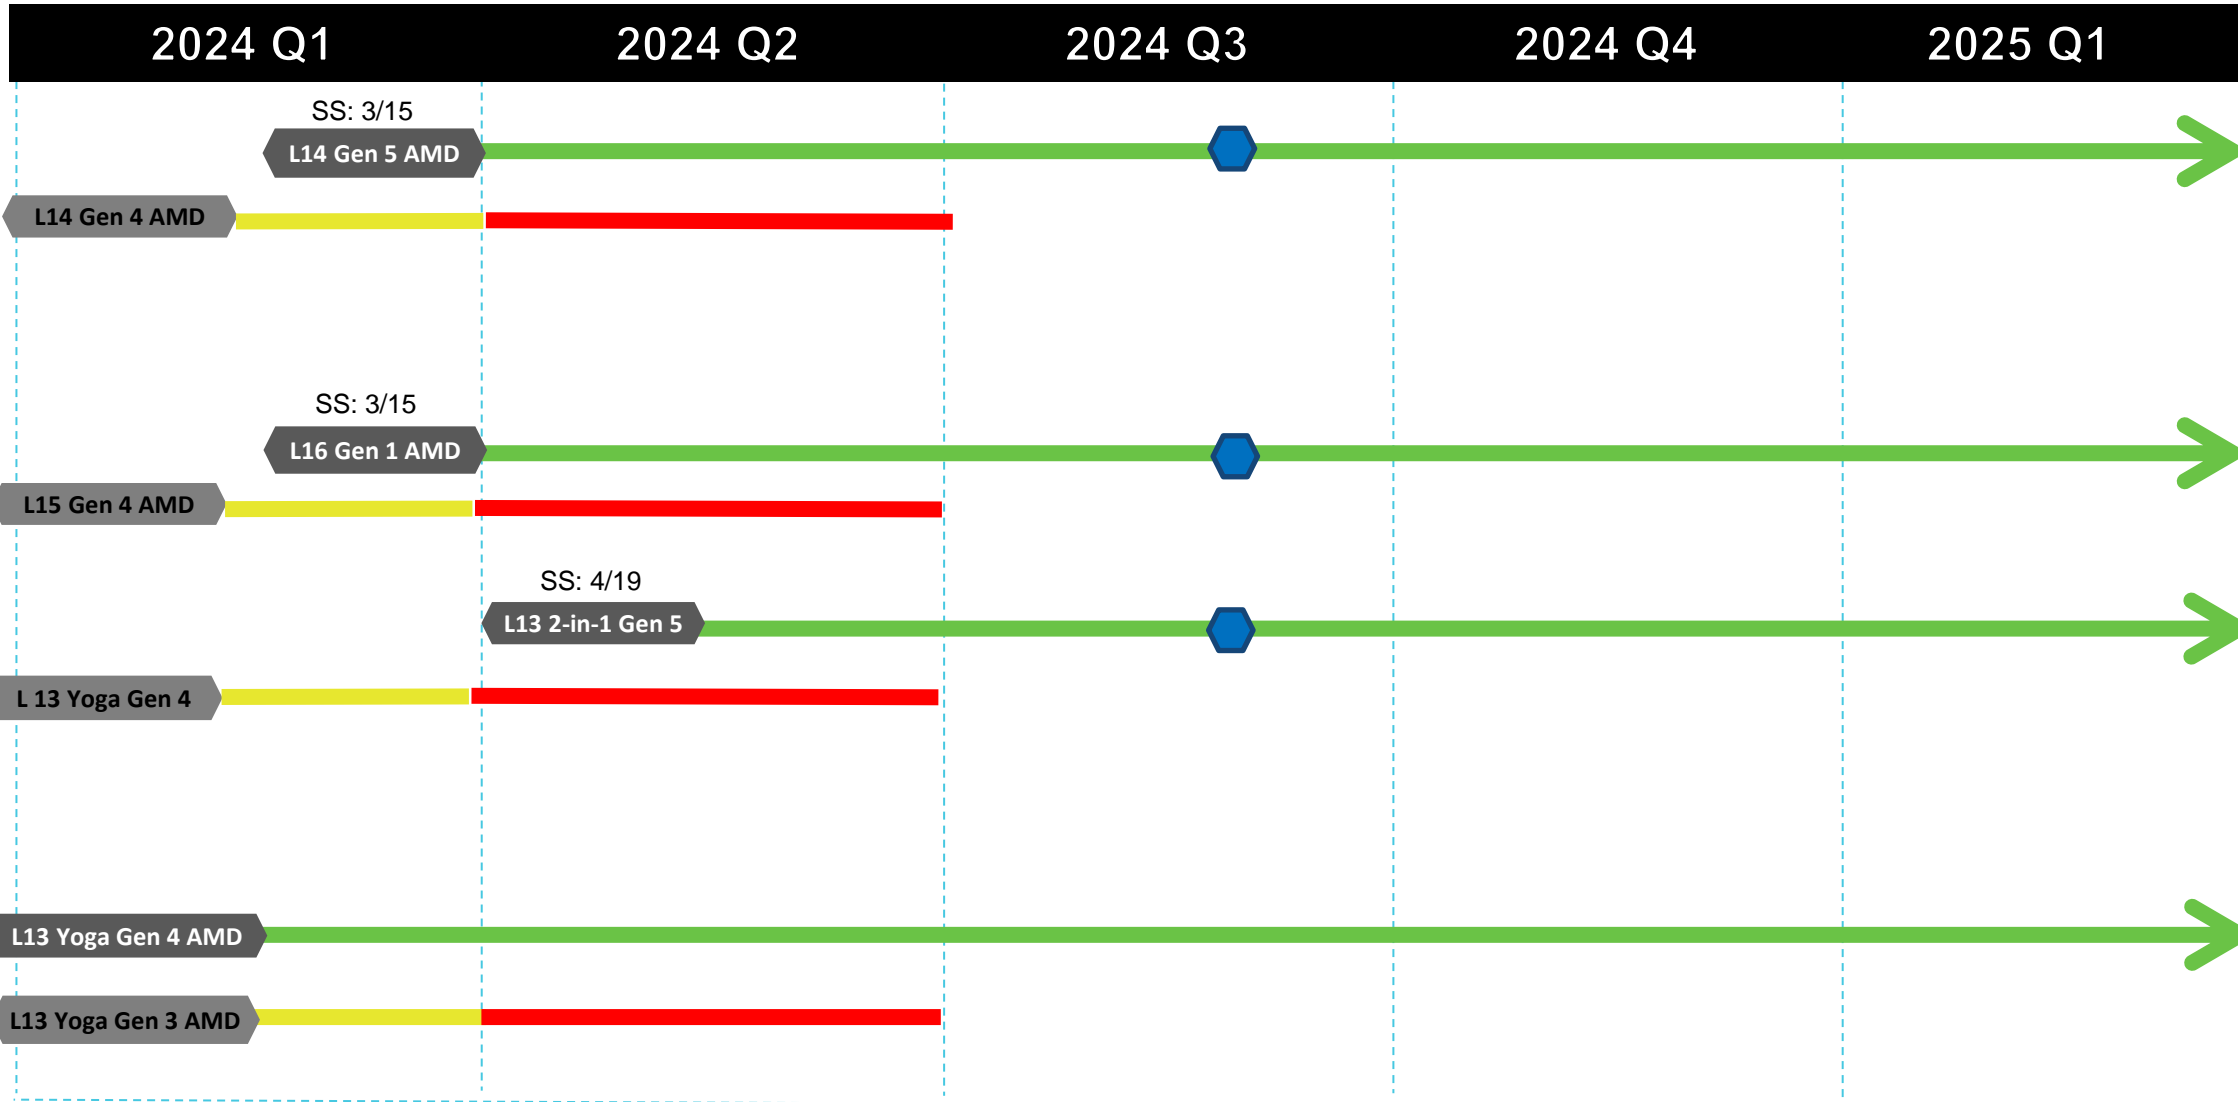 2024 Q1 2024 Q2 2024 Q3 2024 Q4 2025 Q1
SS: 3/15
L14 Gen 5 AMD
L14 Gen 4 AMD
SS: 3/15
L16 Gen 1 AMD
L15 Gen 4 AMD
SS: 4/19
L13 2-in-1 Gen 5
L 13 Yoga Gen 4
L13 Yoga Gen 4 AMD
L13 Yoga Gen 3 AMD